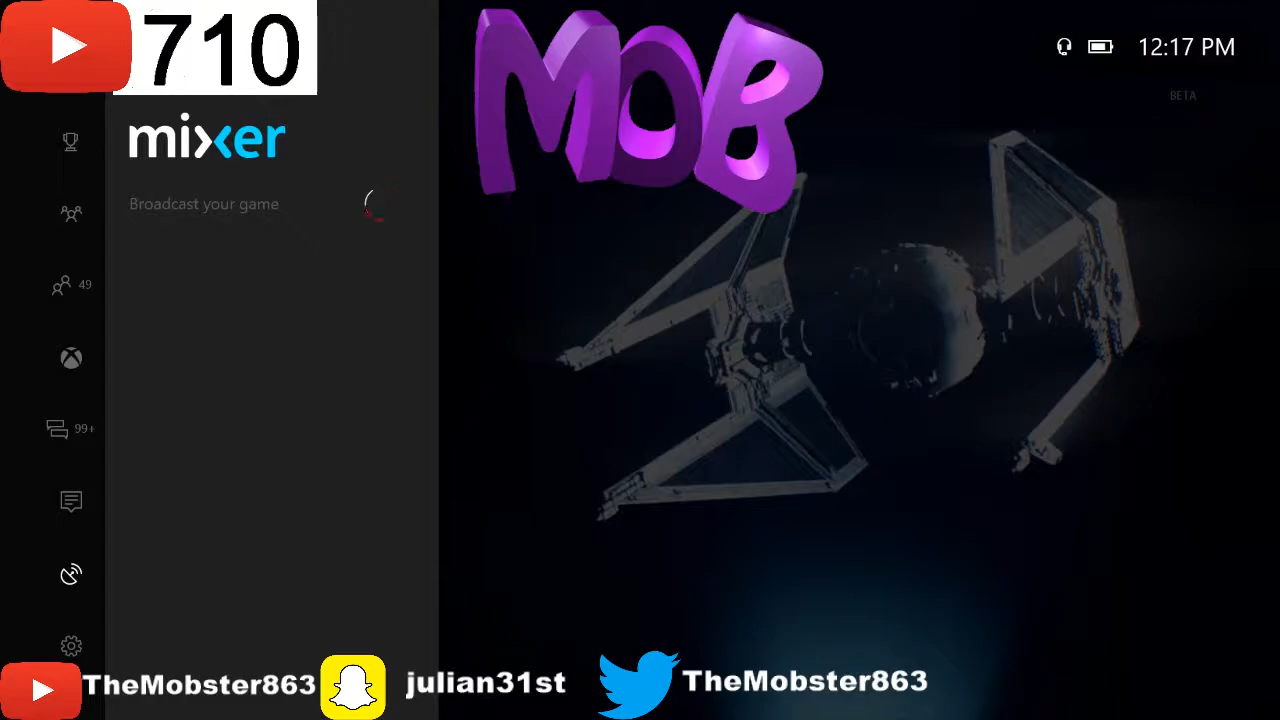 710
MOB
12:17 PM
BETA
mixer
Broadcast your game
49
99+
TheMobster863
julian31st
TheMobster863